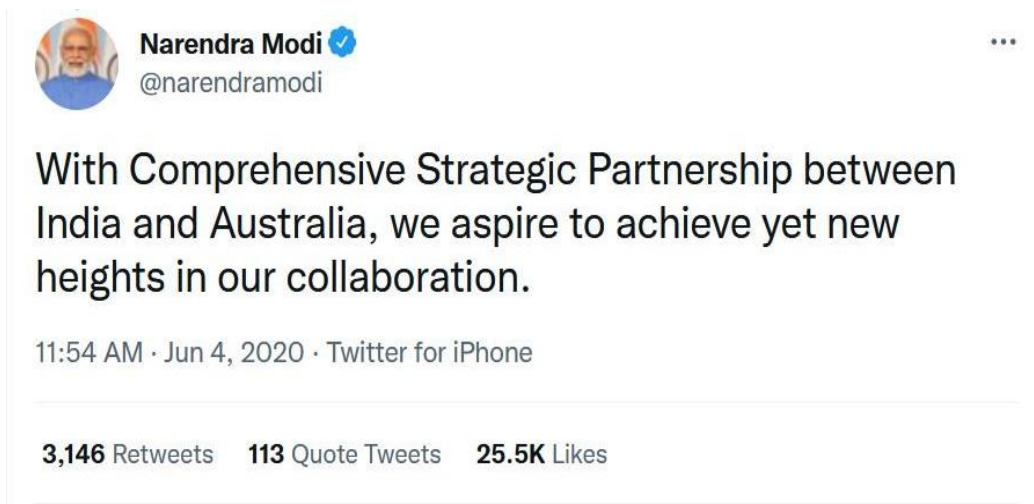 Narendra Modi
@narendramodi
With Comprehensive Strategic Partnership between
India and Australia, we aspire to achieve yet new
heights in our collaboration.
11:54 AM · Jun 4, 2020 · Twitter for iPhone
3,146 Retweets 113 Quote Tweets 25.5K Likes